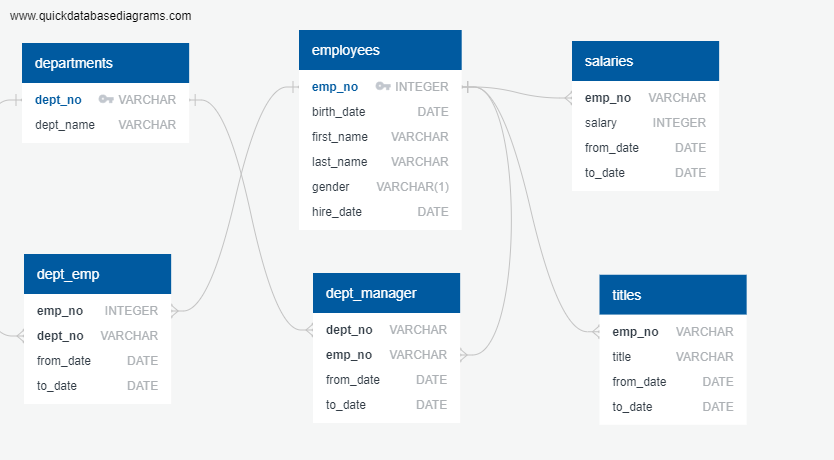 www.quickdatabasediagrams.com
departments
dept_no VARCHAR
dept_name VARCHAR
employees
emp_no INTEGER
birth_date DATE
first_name VARCHAR
last_name VARCHAR
gender VARCHAR(1)
hire_date DATE
salaries
emp_no VARCHAR
salary INTEGER
from_date DATE
to_date DATE
dept_emp
emp_no INTEGER
dept_no VARCHAR
from_date DATE
to_date DATE
dept_manager
dept_no VARCHAR
emp_no VARCHAR
from_date DATE
to_date DATE
titles
emp_no VARCHAR
title VARCHAR
from_date DATE
to_date DATE